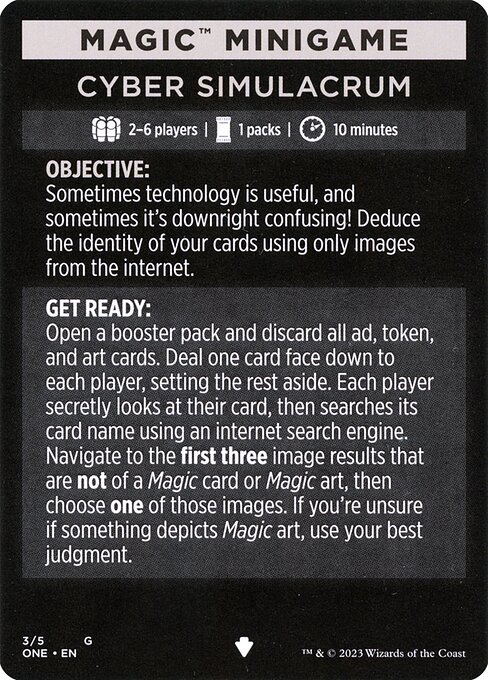 MAGIC™ MINIGAME
CYBER SIMULACRUM
2–6 players | 1 packs | 10 minutes
OBJECTIVE:
Sometimes technology is useful, and
sometimes it's downright confusing! Deduce
the identity of your cards using only images
from the internet.
GET READY:
Open a booster pack and discard all ad, token,
and art cards. Deal one card face down to
each player, setting the rest aside. Each player
secretly looks at their card, then searches its
card name using an internet search engine.
Navigate to the first three image results that
are not of a Magic card or Magic art, then
choose one of those images. If you're unsure
if something depicts Magic art, use your best
judgment.
3/5 G
ONE • EN
™ & © 2023 Wizards of the Coast